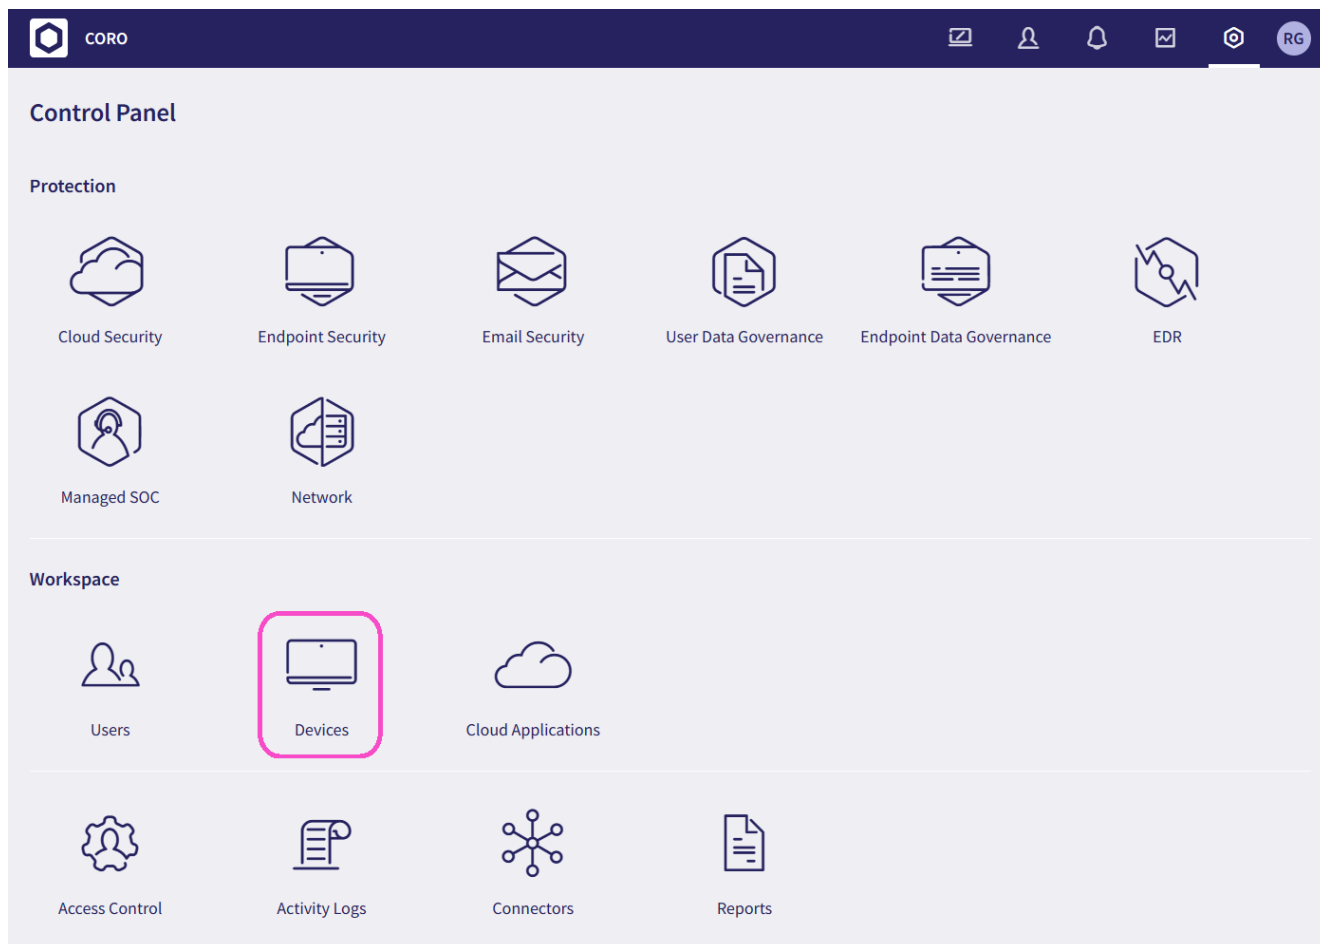 CORO
RG
Control Panel
Protection
Cloud Security
Endpoint Security
Email Security
User Data Governance
Endpoint Data Governance
EDR
Managed SOC
Network
Workspace
Users
Devices
Cloud Applications
Access Control
Activity Logs
Connectors
Reports